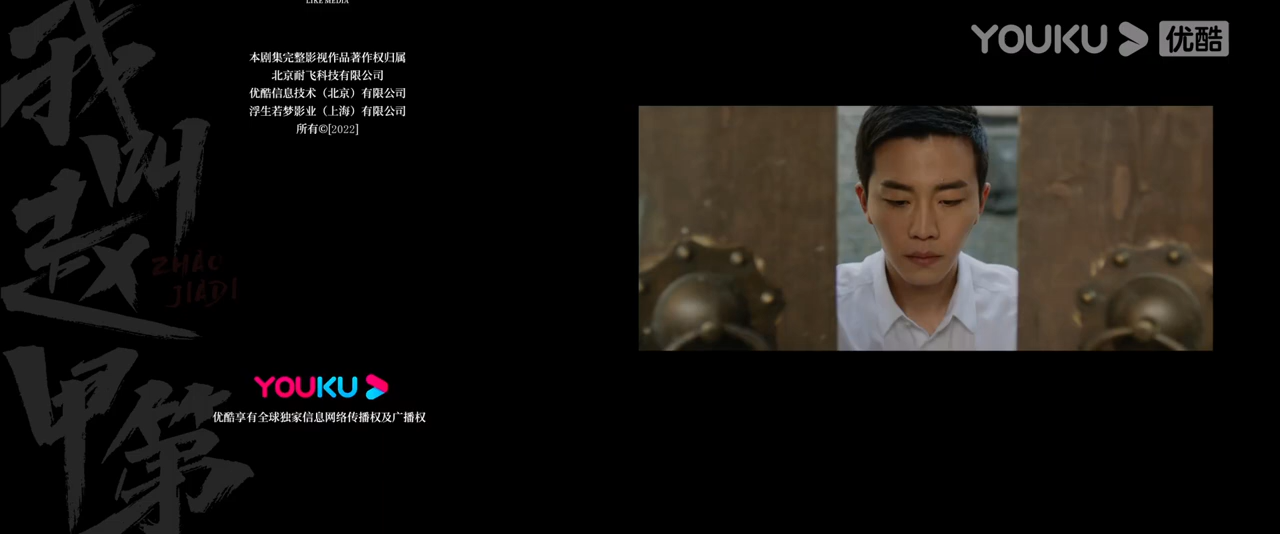 LIKE MEDIA
本剧集完整影视作品著作权归属
北京耐飞科技有限公司
优酷信息技术（北京）有限公司
浮生若梦影业（上海）有限公司
所有©[2022]
YOUKU
优酷享有全球独家信息网络传播权及广播权
我叫赵甲第
ZHAO
JIADI
YOUKU 优酷